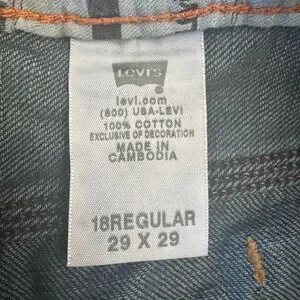 LEVI'S
levi.com
(800) USA-LEVI
100% COTTON
EXCLUSIVE OF DECORATION
MADE IN
CAMBODIA
18REGULAR
29 X 29